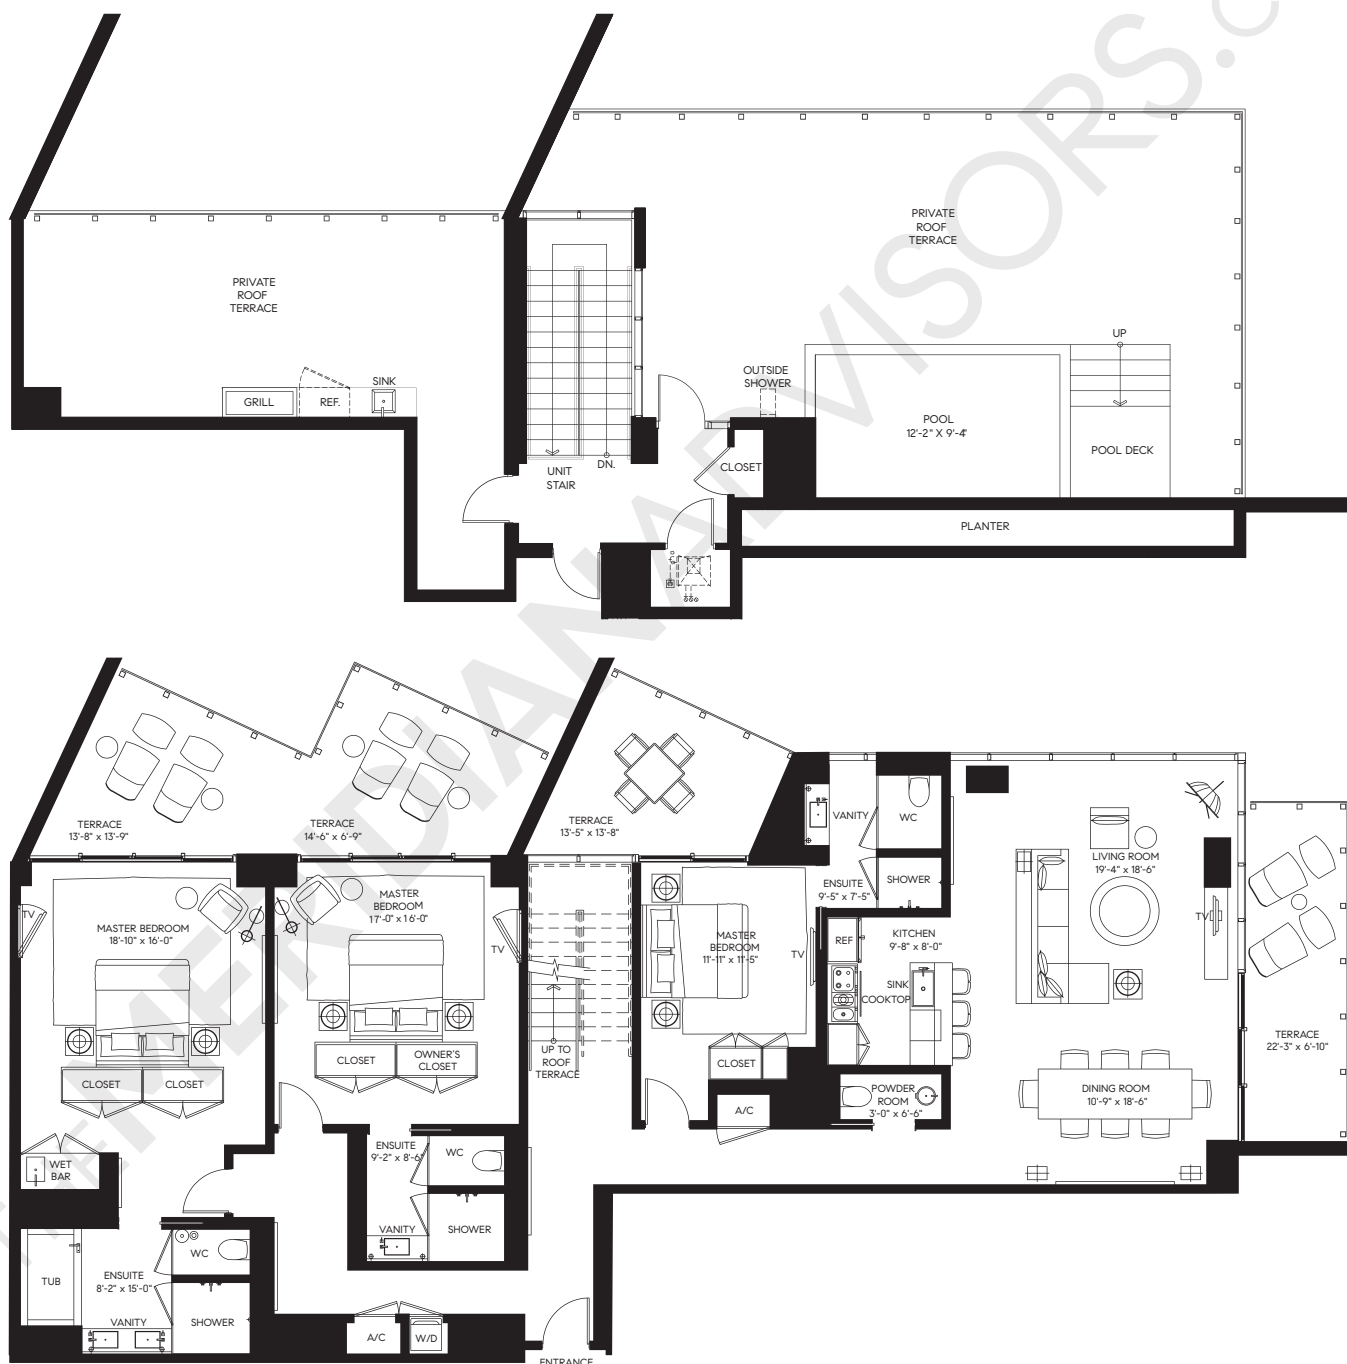 PRIVATE
ROOF
TERRACE
UP
PRIVATE
ROOF
TERRACE
OUTSIDE
SHOWER
SINK
GRILL
REF.
POOL
12'-2" X 9'-4"
POOL DECK
UNIT
STAIR
DN.
CLOSET
PLANTER
TERRACE
13'-8" x 13'-9"
TERRACE
14'-6" x 6'-9"
TERRACE
13'-5" x 13'-8"
VANITY
WC
LIVING ROOM
19'-4" x 18'-6"
ENSUITE
9'-5" x 7'-5"
SHOWER
TV
MASTER BEDROOM
18'-10" x 16'-0"
MASTER
BEDROOM
17'-0" x 16'-0"
TV
MASTER
BEDROOM
11'-11" x 11'-5"
TV
REF
KITCHEN
9'-8" x 8'-0"
SINK
COOKTOP
TV
TERRACE
22'-3" x 6'-10"
CLOSET
CLOSET
CLOSET
OWNER'S
CLOSET
UP TO
ROOF
TERRACE
CLOSET
A/C
POWDER
ROOM
3'-0" x 6'-6"
DINING ROOM
10'-9" x 18'-6"
WET
BAR
ENSUITE
9'-2" x 8'-6"
WC
VANITY
SHOWER
WC
TUB
ENSUITE
8'-2" x 15'-0"
VANITY
SHOWER
A/C
W/D
ENTRANCE
THEMERIDIANADVISORS.C